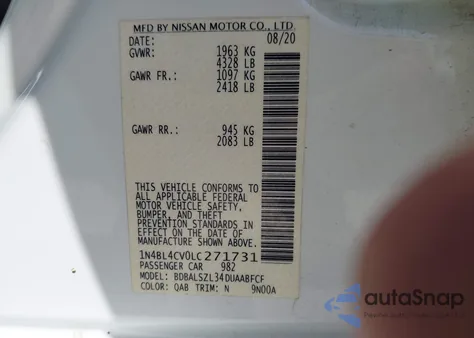 MFD BY NISSAN MOTOR CO., LTD.
DATE: 08/20
GVWR: 1963 KG
4328 LB
GAWR FR.: 1097 KG
2418 LB
GAWR RR.: 945 KG
2083 LB
THIS VEHICLE CONFORMS TO
ALL APPLICABLE FEDERAL
MOTOR VEHICLE SAFETY,
BUMPER, AND THEFT
PREVENTION STANDARDS IN
EFFECT ON THE DATE OF
MANUFACTURE SHOWN ABOVE.
1N4BL4CV0LC271731
PASSENGER CAR 982
MODEL: BDBALSZL34DUAABFCF
COLOR: QAB TRIM: N 9N00A
autoSnap